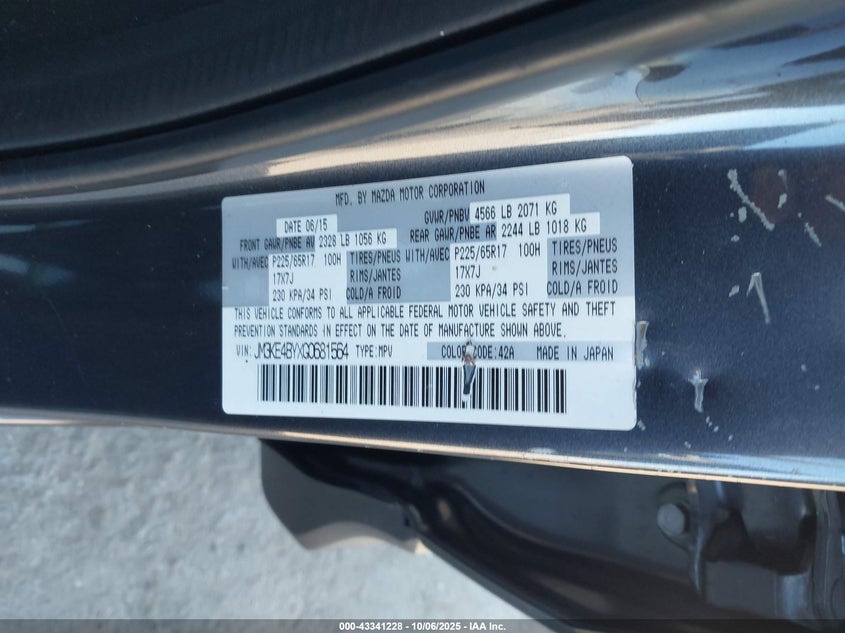 MFD. BY MAZDA MOTOR CORPORATION
DATE 06/15 GVWR/PNBV 4566 LB 2071 KG
FRONT GAWR/PNBE AV 2328 LB 1056 KG REAR GAWR/PNBE AR 2244 LB 1018 KG
WITH/AVEC P225/65R17 100H TIRES/PNEUS WITH/AVEC P225/65R17 100H TIRES/PNEUS
17X7J RIMS/JANTES 17X7J RIMS/JANTES
230 KPA/34 PSI COLD/A FROID 230 KPA/34 PSI COLD/A FROID
THIS VEHICLE CONFORMS TO ALL APPLICABLE FEDERAL MOTOR VEHICLE SAFETY AND THEFT
PREVENTION STANDARDS IN EFFECT ON THE DATE OF MANUFACTURE SHOWN ABOVE.
VIN: JM3KE4BYXG0681564 TYPE: MPV COLOR CODE: 42A MADE IN JAPAN
000-43341228 - 10/06/2025 - IAA Inc.